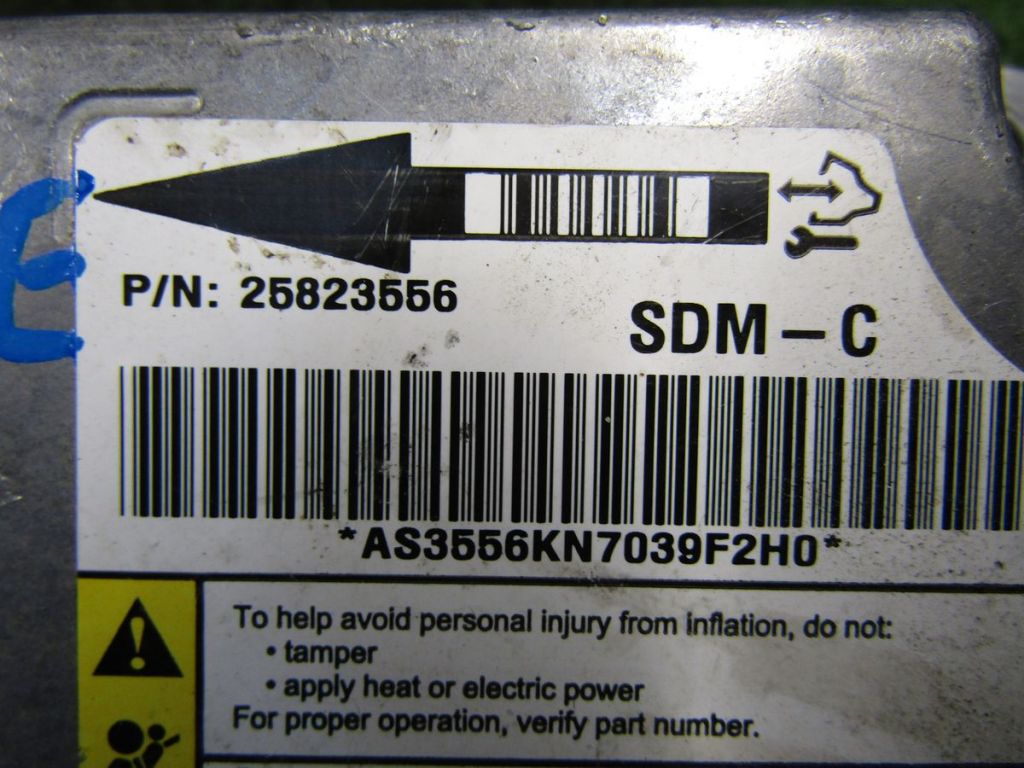 E
P/N: 25823556
SDM - C
*AS3556KN7039F2H0*
To help avoid personal injury from inflation, do not:
• tamper
• apply heat or electric power
For proper operation, verify part number.